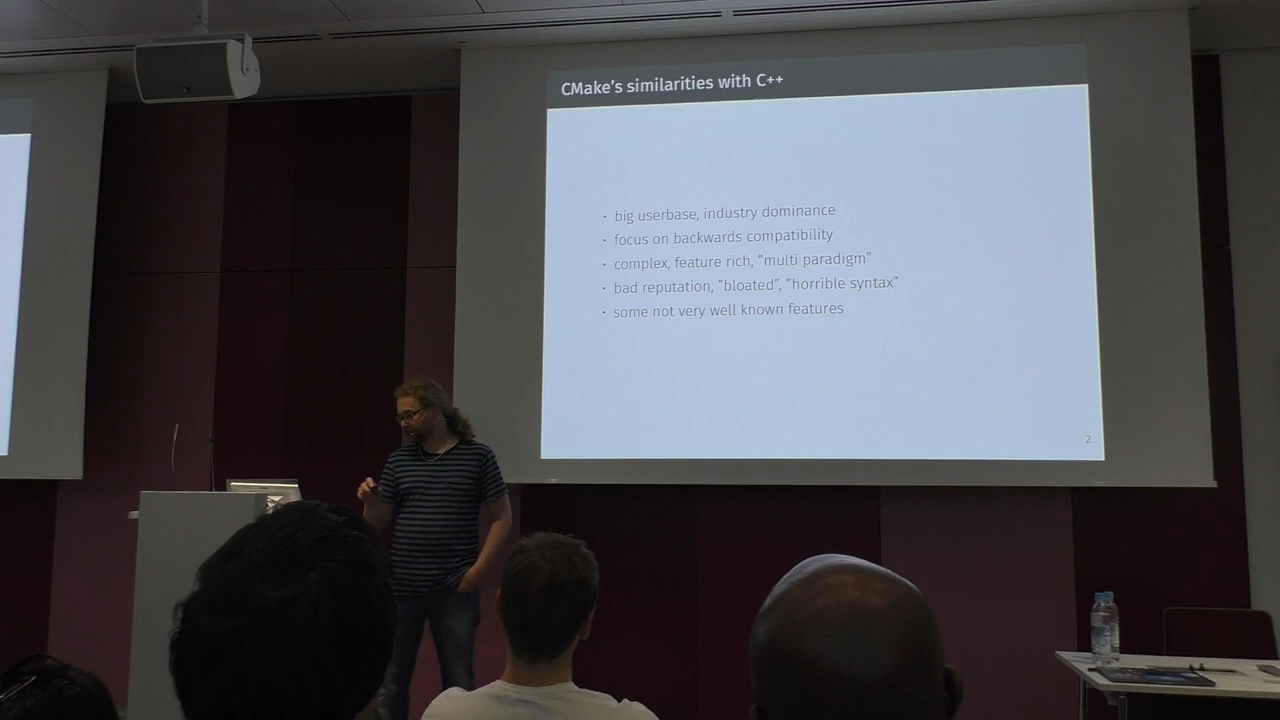 CMake's similarities with C++
· big userbase, industry dominance
· focus on backwards compatibility
· complex, feature rich, "multi paradigm"
· bad reputation, "bloated", "horrible syntax"
· some not very well known features
2